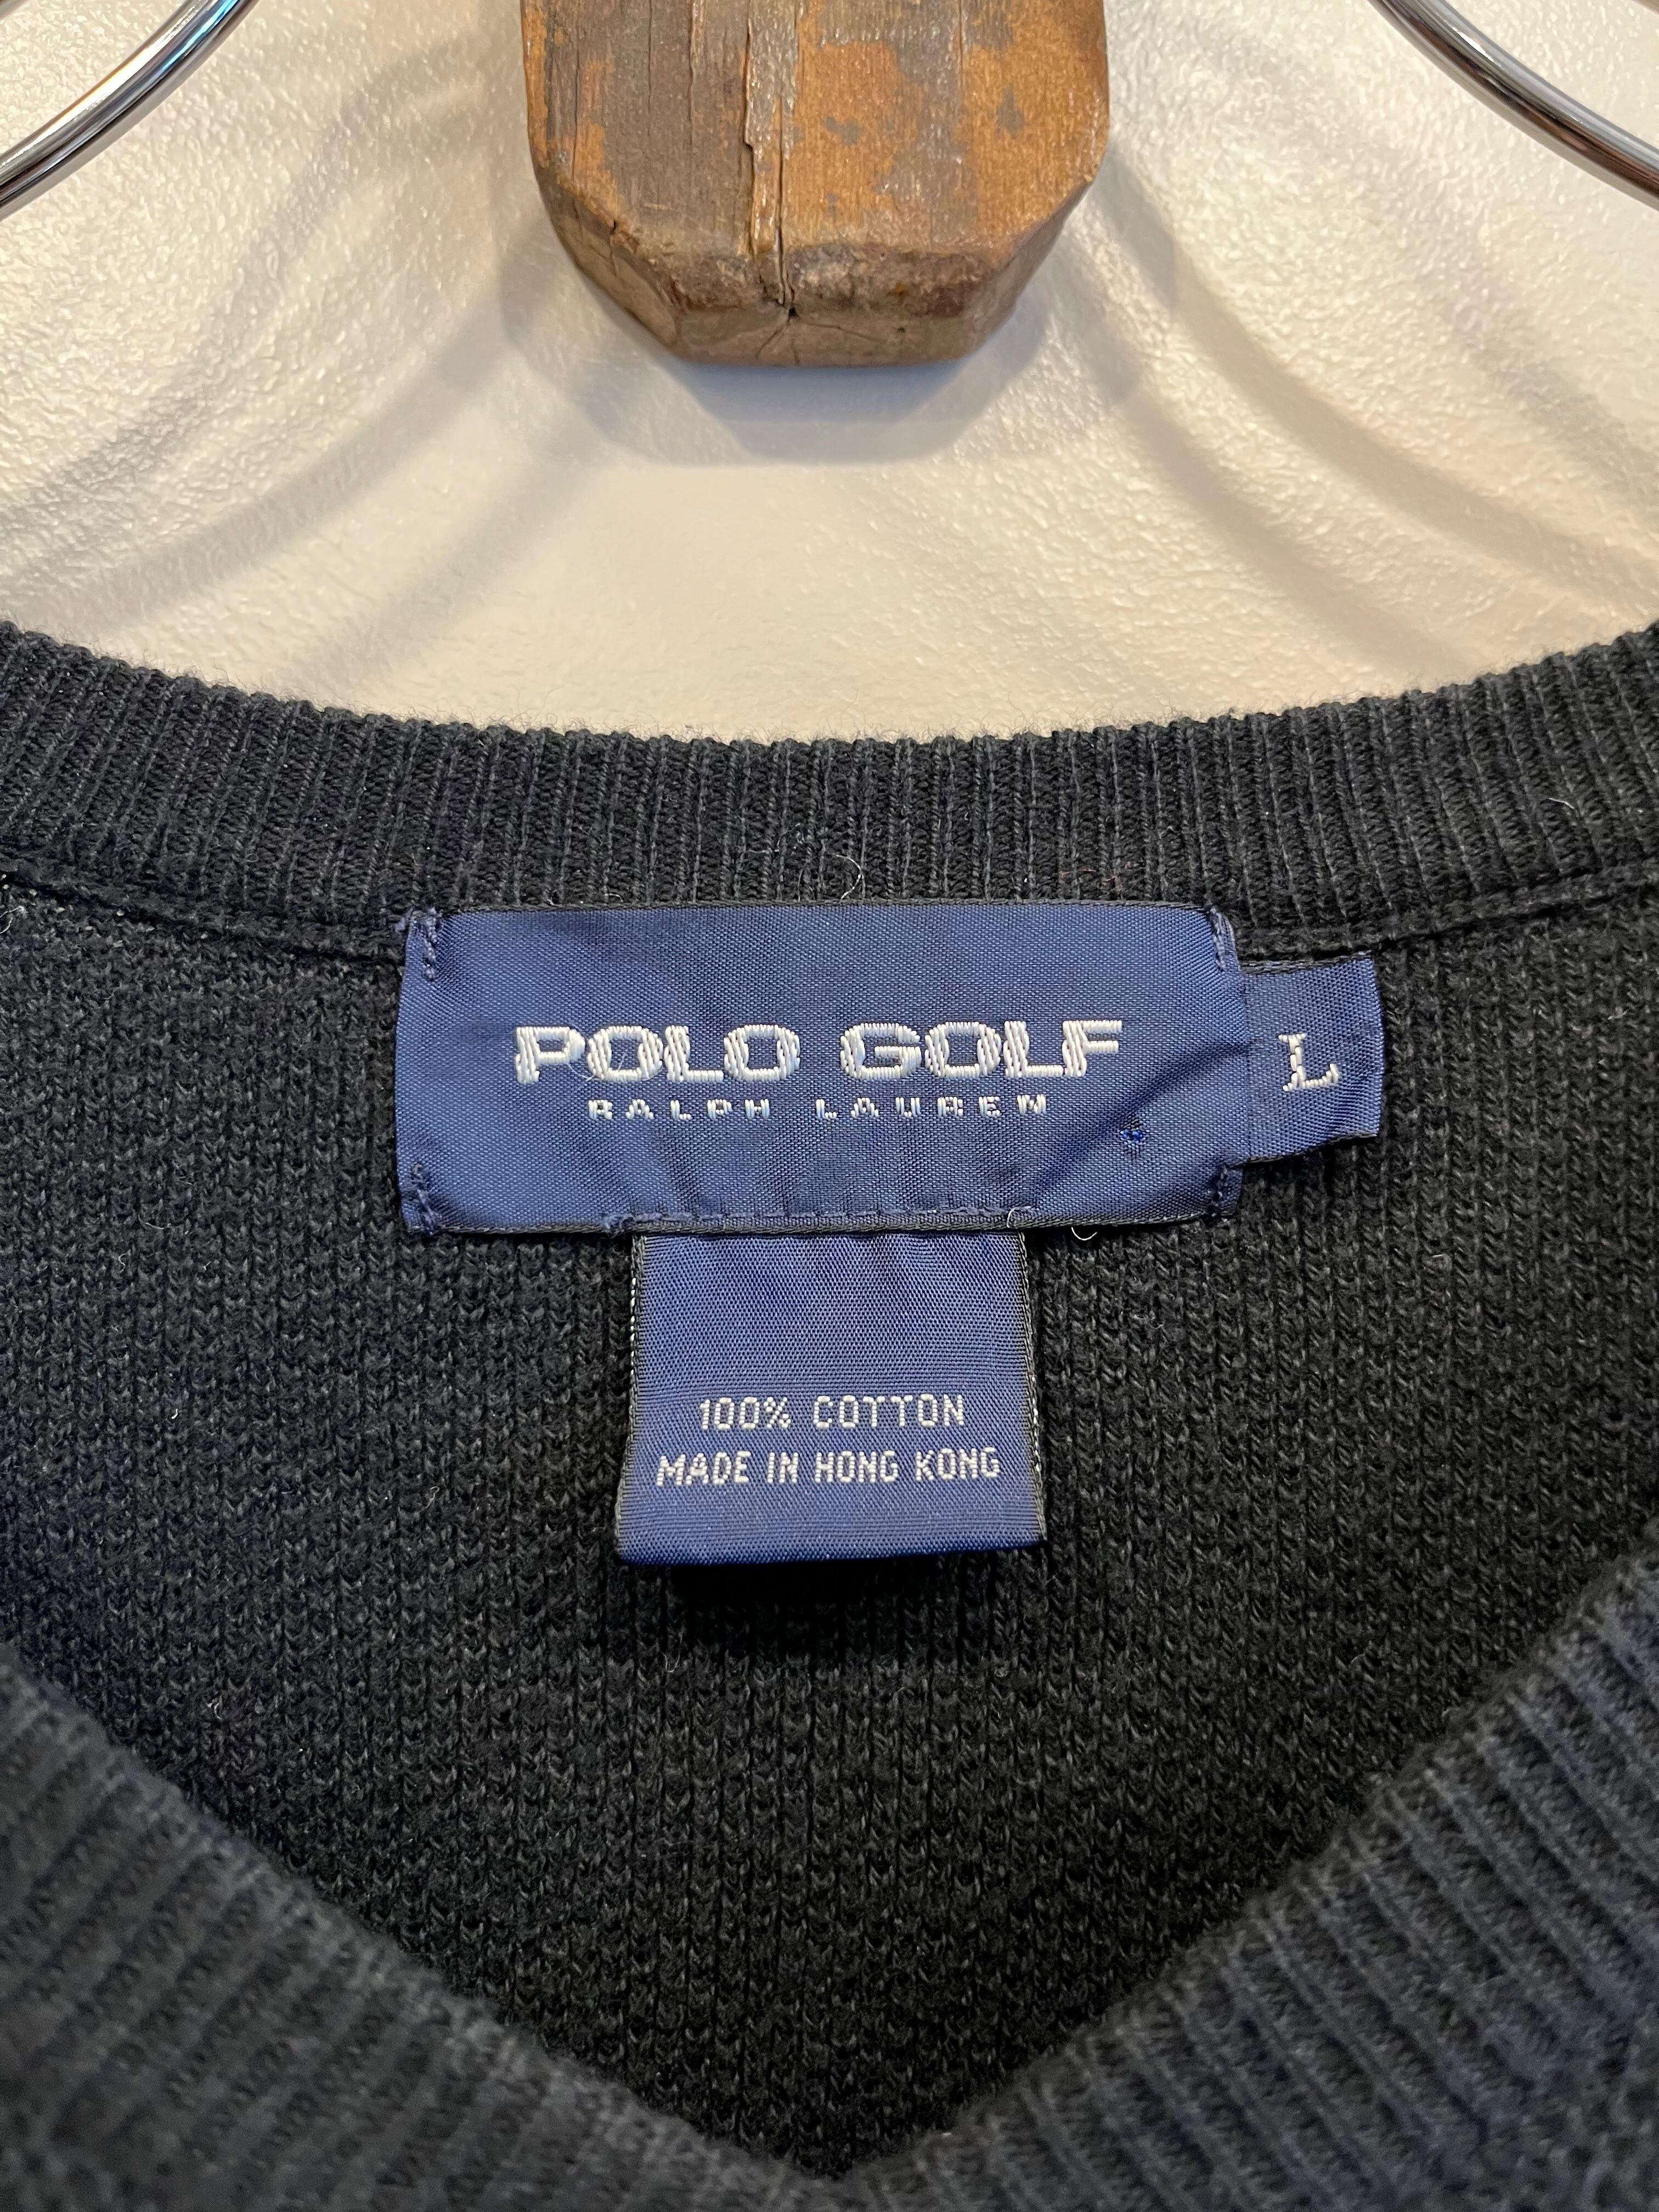 POLO GOLF
RALPH LAUREN
L
100% COTTON
MADE IN HONG KONG